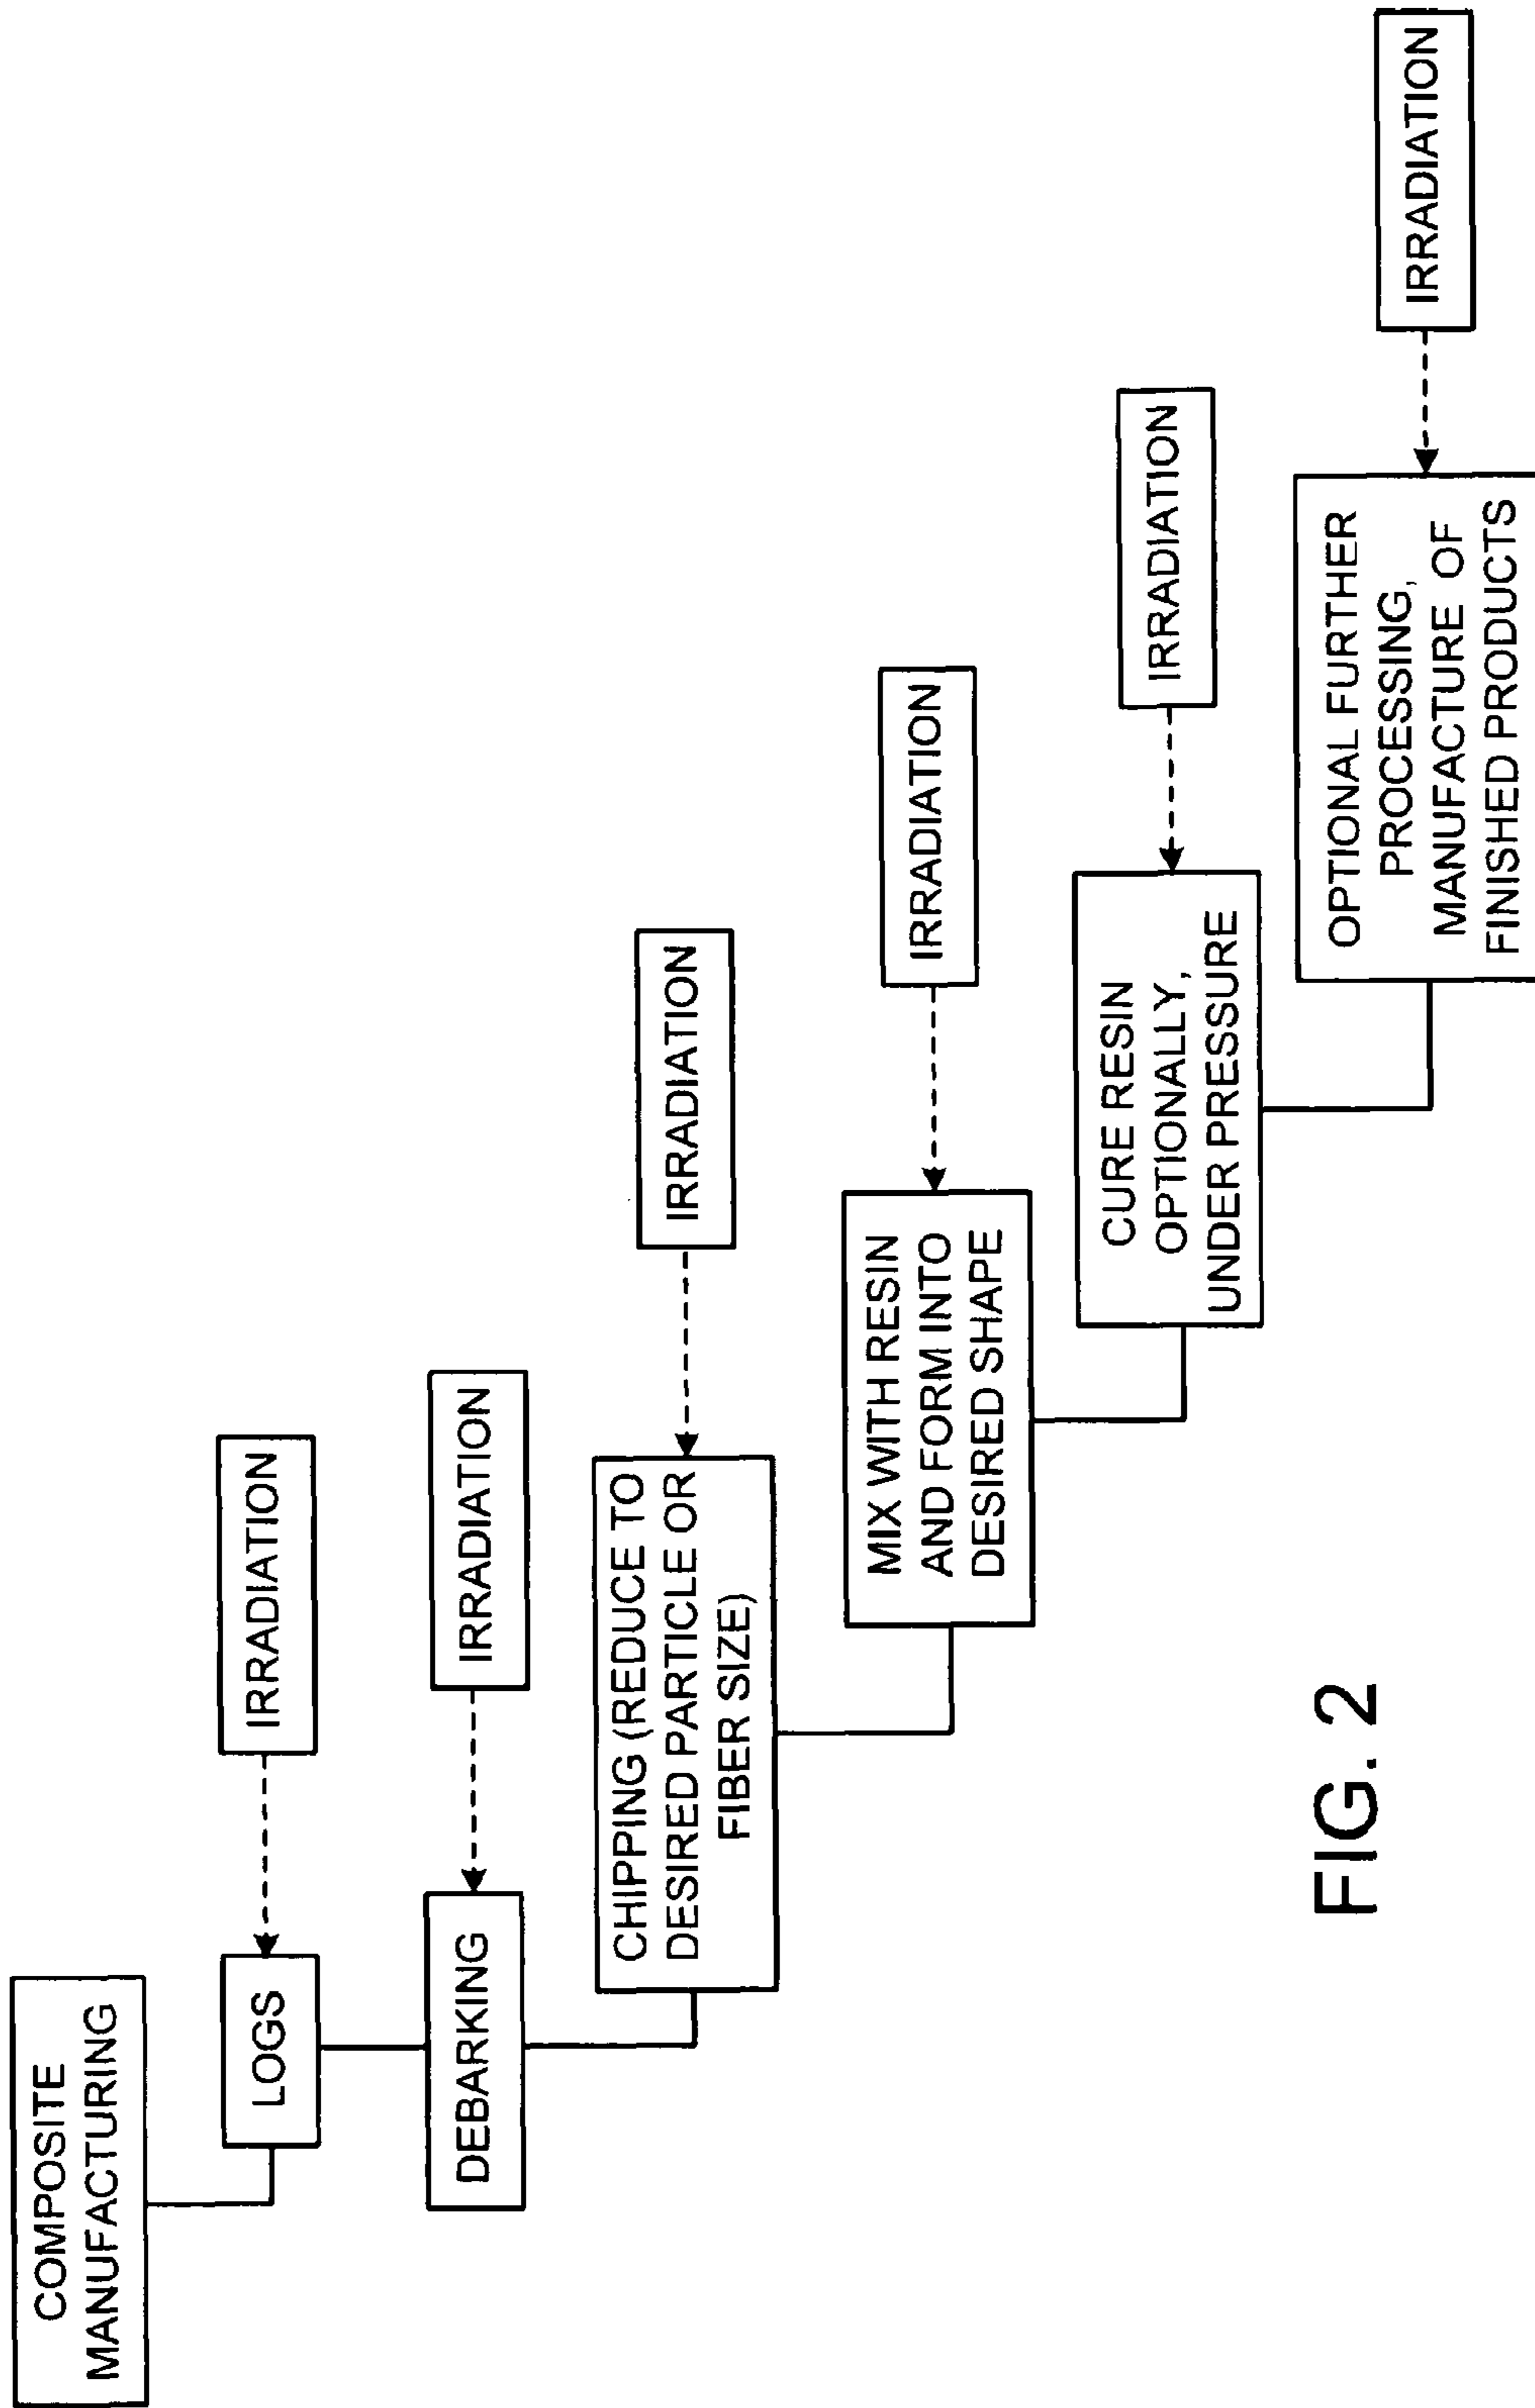 COMPOSITE
MANUFACTURING
LOGS
IRRADIATION
DEBARKING
IRRADIATION
CHIPPING (REDUCE TO
DESIRED PARTICLE OR
FIBER SIZE)
IRRADIATION
MIX WITH RESIN
AND FORM INTO
DESIRED SHAPE
IRRADIATION
CURE RESIN
OPTIONALLY,
UNDER PRESSURE
IRRADIATION
OPTIONAL FURTHER
PROCESSING,
MANUFACTURE OF
FINISHED PRODUCTS
IRRADIATION
FIG. 2